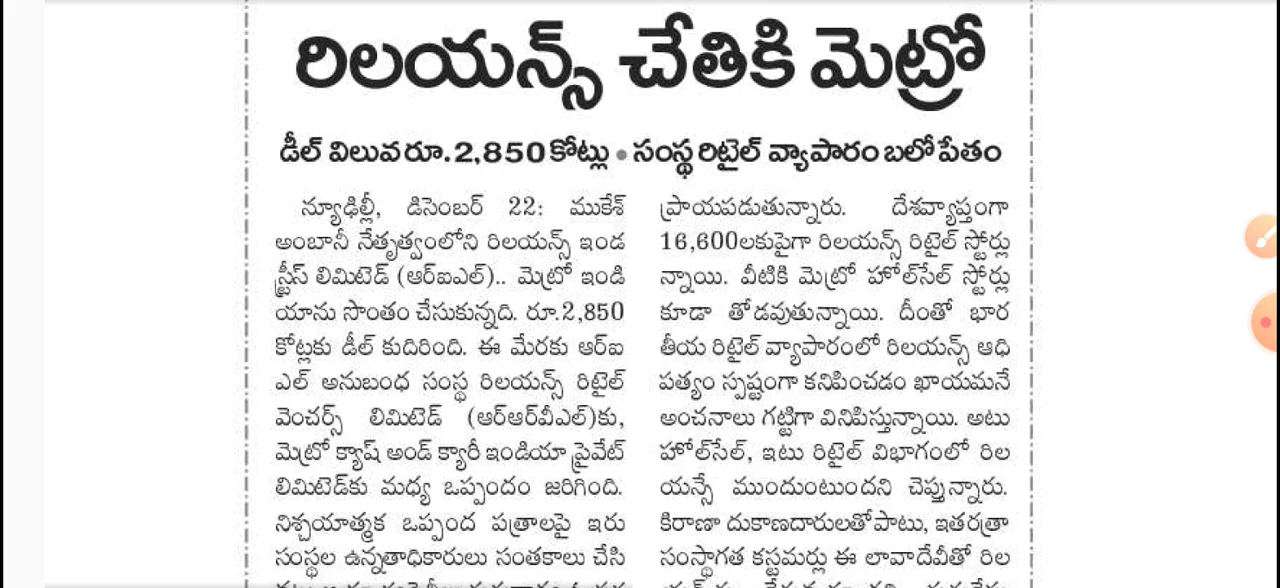 రిలయన్స్ చేతికి మెట్రో
డీల్ విలువ రూ.2,850 కోట్లు • సంస్థ రిటైల్ వ్యాపారం బలోపేతం
న్యూఢిల్లీ, డిసెంబర్ 22: ముకేశ్
అంబానీ నేతృత్వంలోని రిలయన్స్ ఇండ
స్ట్రీస్ లిమిటెడ్ (ఆర్ఐఎల్).. మెట్రో ఇండి
యాను సొంతం చేసుకున్నది. రూ.2,850
కోట్లకు డీల్ కుదిరింది. ఈ మేరకు ఆర్ఐ
ఎల్ అనుబంధ సంస్థ రిలయన్స్ రిటైల్
వెంచర్స్ లిమిటెడ్ (ఆర్ఆర్‌వీఎల్)కు,
మెట్రో క్యాష్ అండ్ క్యారీ ఇండియా ప్రైవేట్
లిమిటెడ్‌కు మధ్య ఒప్పందం జరిగింది.
నిశ్చయాత్మక ఒప్పంద పత్రాలపై ఇరు
సంస్థల ఉన్నతాధికారులు సంతకాలు చేసి
ప్రాయపడుతున్నారు. దేశవ్యాప్తంగా
16,600లకుపైగా రిలయన్స్ రిటైల్ స్టోర్లు
న్నాయి. వీటికి మెట్రో హోల్‌సేల్ స్టోర్లు
కూడా తోడవుతున్నాయి. దీంతో భార
తీయ రిటైల్ వ్యాపారంలో రిలయన్స్ ఆధి
పత్యం స్పష్టంగా కనిపించడం ఖాయమనే
అంచనాలు గట్టిగా వినిపిస్తున్నాయి. అటు
హోల్‌సేల్, ఇటు రిటైల్ విభాగంలో రిల
యన్సే ముందుంటుందని చెప్తున్నారు.
కిరాణా దుకాణదారులతోపాటు, ఇతరత్రా
సంస్థాగత కస్టమర్లు ఈ లావాదేవీతో రిల